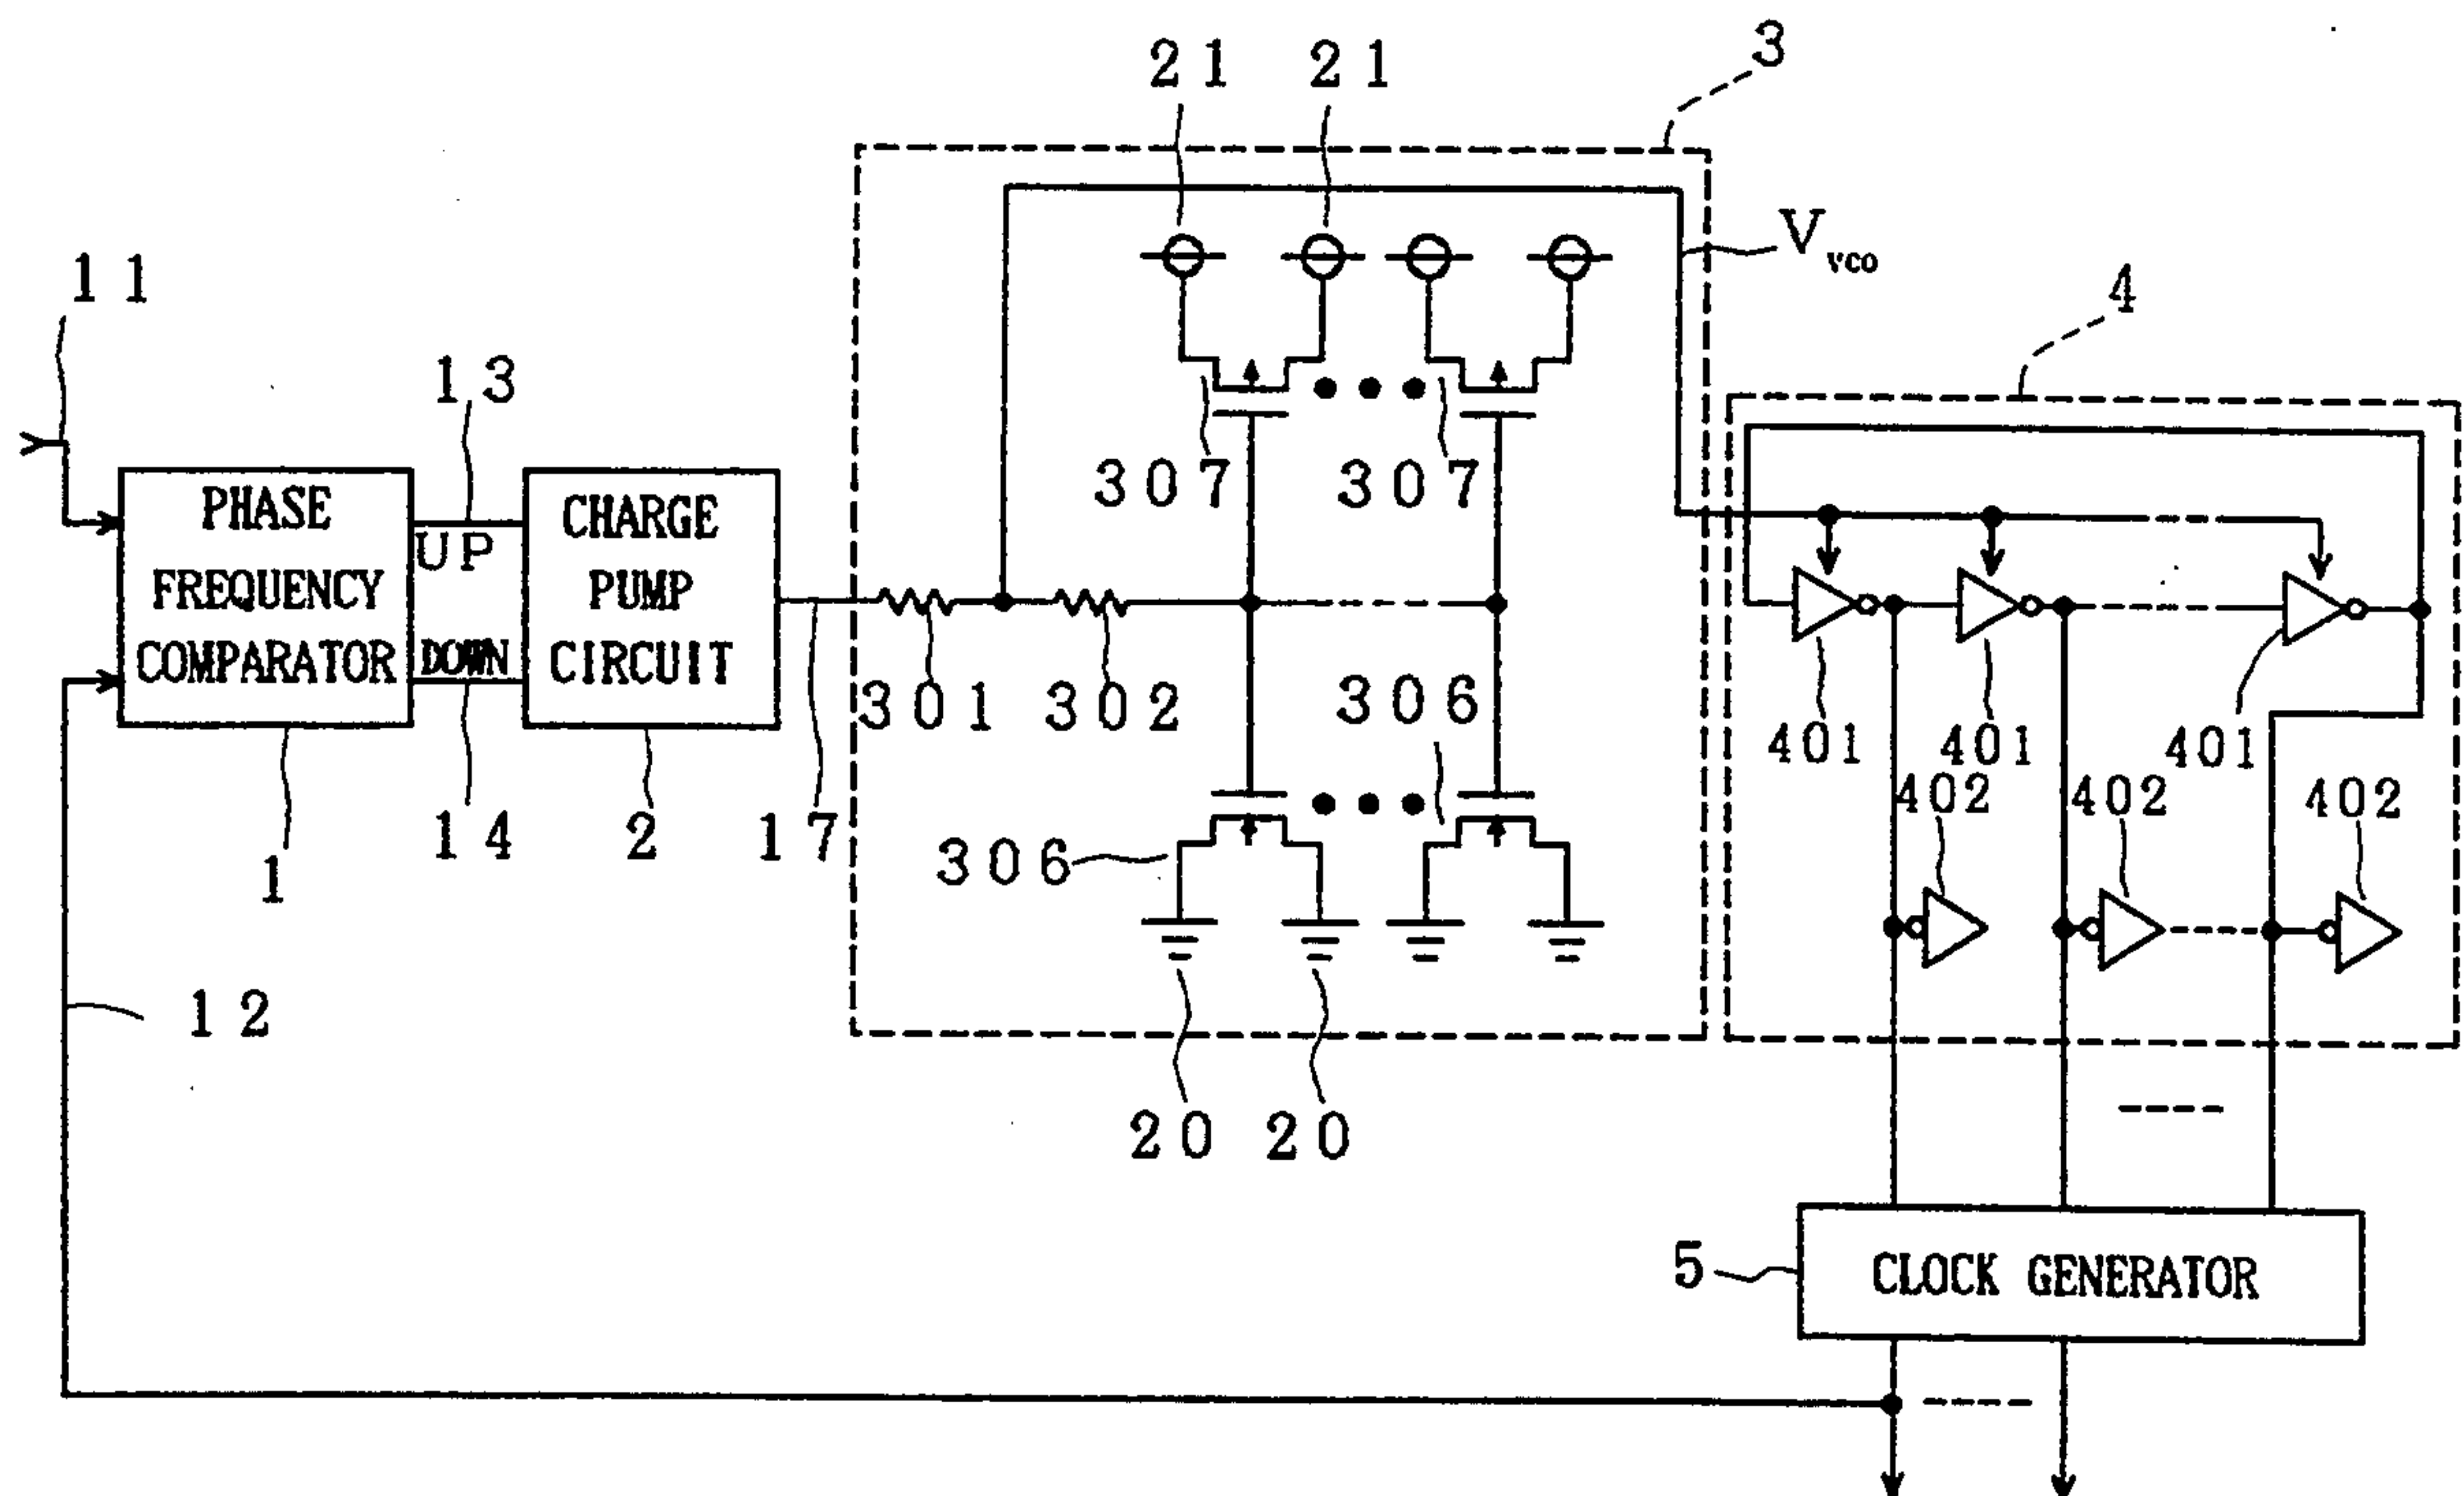 21 21 3
V vco
11
13
4
307 307
PHASE
FREQUENCY
COMPARATOR
UP
DOWN
CHARGE
PUMP
CIRCUIT
301 302 306
401 401 401
402 402 402
1 14 2 17
306
12
20 20
5
CLOCK GENERATOR